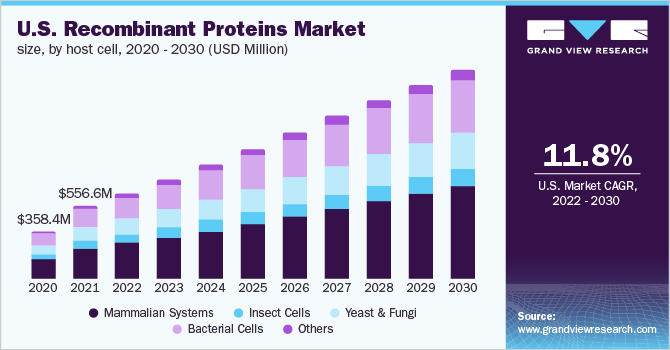 U.S. Recombinant Proteins Market
size, by host cell, 2020 - 2030 (USD Million)
$358.4M
$556.6M
2020 2021 2022 2023 2024 2025 2026 2027 2028 2029 2030
Mammalian Systems Insect Cells Yeast & Fungi
Bacterial Cells Others
GRAND VIEW RESEARCH
11.8%
U.S. Market CAGR,
2022 - 2030
Source:
www.grandviewresearch.com